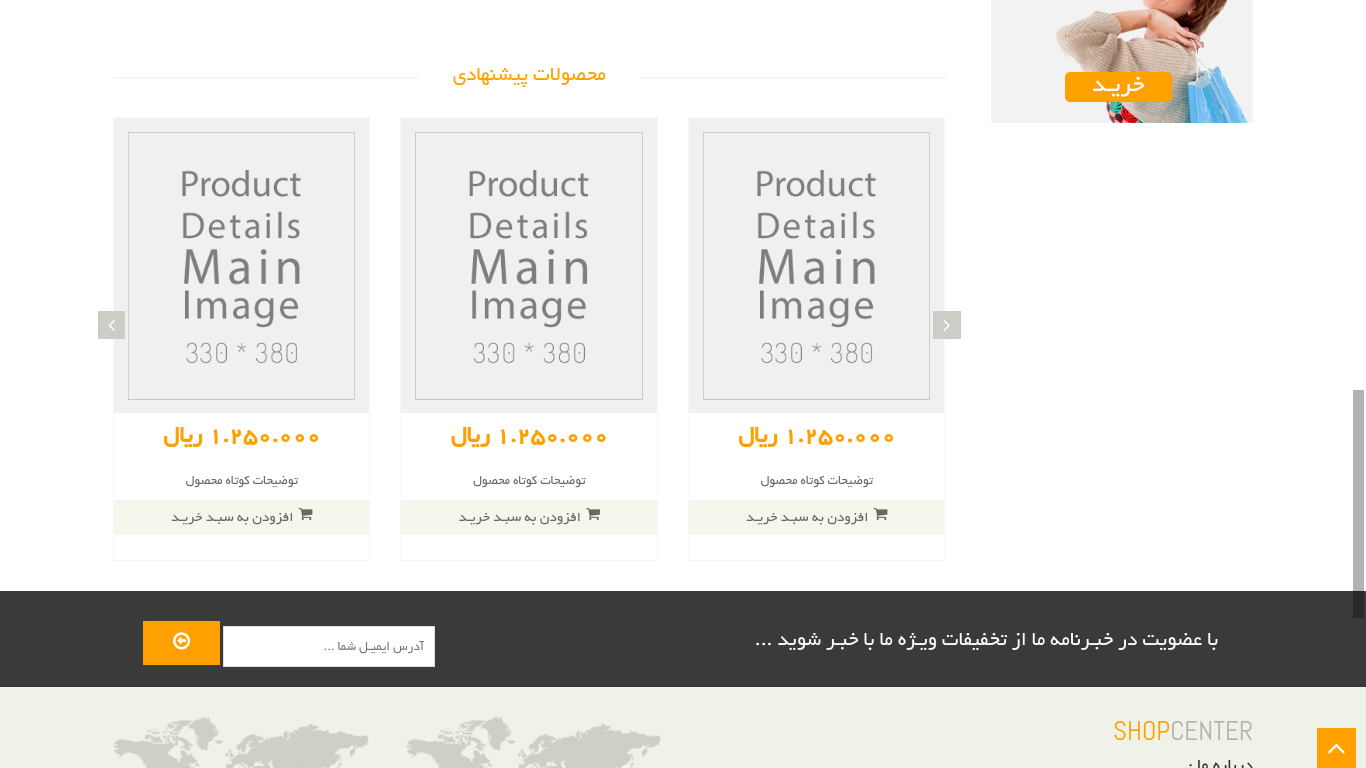 خرید
محصولات پیشنهادی
Product
Details
Main
Image
330 * 380
۱.۲۵۰.۰۰۰ ریال
توضیحات کوتاه محصول
افزودن به سبد خرید
Product
Details
Main
Image
330 * 380
۱.۲۵۰.۰۰۰ ریال
توضیحات کوتاه محصول
افزودن به سبد خرید
Product
Details
Main
Image
330 * 380
۱.۲۵۰.۰۰۰ ریال
توضیحات کوتاه محصول
افزودن به سبد خرید
با عضویت در خبرنامه ما از تخفیفات ویژه ما با خبر شوید ...
آدرس ایمیل شما ...
SHOPCENTER
درباره ما :